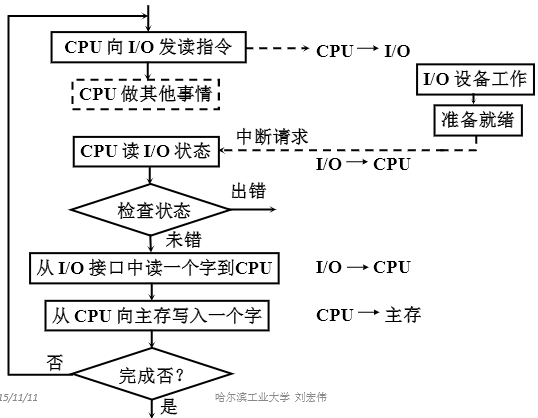 CPU 向 I/O 发读指令
CPU → I/O
CPU 做其他事情
I/O 设备工作
准备就绪
中断请求
CPU 读 I/O 状态
I/O → CPU
检查状态
出错
未错
从 I/O 接口中读一个字到CPU
I/O → CPU
从 CPU 向主存写入一个字
CPU → 主存
否
完成否？
是
15/11/11
哈尔滨工业大学 刘宏伟